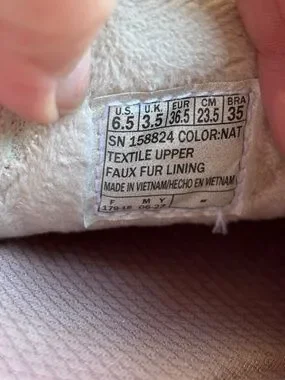 U.S. U.K. EUR CM BRA
6.5 3.5 36.5 23.5 35
SN 158824 COLOR:NAT
TEXTILE UPPER
FAUX FUR LINING
MADE IN VIETNAM/HECHO EN VIETNAM
F M Y